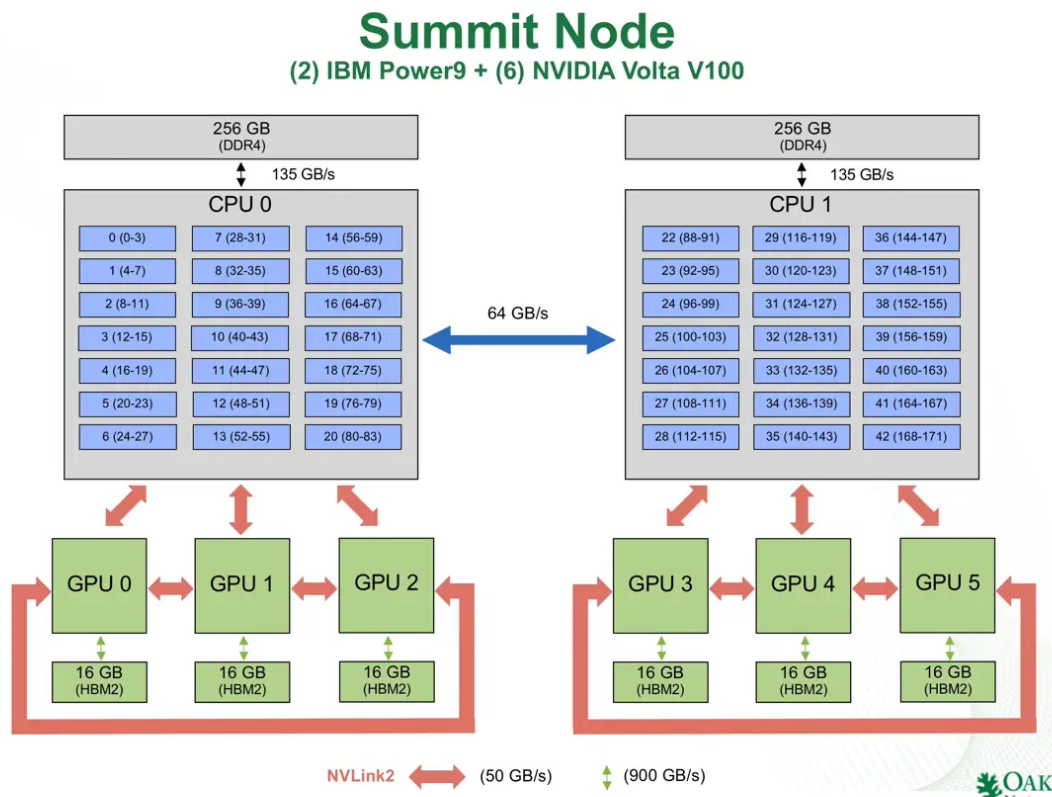 Summit Node
(2) IBM Power9 + (6) NVIDIA Volta V100
256 GB
(DDR4)
135 GB/s
CPU 0
0 (0-3)
7 (28-31)
14 (56-59)
1 (4-7)
8 (32-35)
15 (60-63)
2 (8-11)
9 (36-39)
16 (64-67)
3 (12-15)
10 (40-43)
17 (68-71)
4 (16-19)
11 (44-47)
18 (72-75)
5 (20-23)
12 (48-51)
19 (76-79)
6 (24-27)
13 (52-55)
20 (80-83)
64 GB/s
256 GB
(DDR4)
135 GB/s
CPU 1
22 (88-91)
29 (116-119)
36 (144-147)
23 (92-95)
30 (120-123)
37 (148-151)
24 (96-99)
31 (124-127)
38 (152-155)
25 (100-103)
32 (128-131)
39 (156-159)
26 (104-107)
33 (132-135)
40 (160-163)
27 (108-111)
34 (136-139)
41 (164-167)
28 (112-115)
35 (140-143)
42 (168-171)
GPU 0
GPU 1
GPU 2
16 GB
(HBM2)
16 GB
(HBM2)
16 GB
(HBM2)
GPU 3
GPU 4
GPU 5
16 GB
(HBM2)
16 GB
(HBM2)
16 GB
(HBM2)
NVLink2
(50 GB/s)
(900 GB/s)
OAK